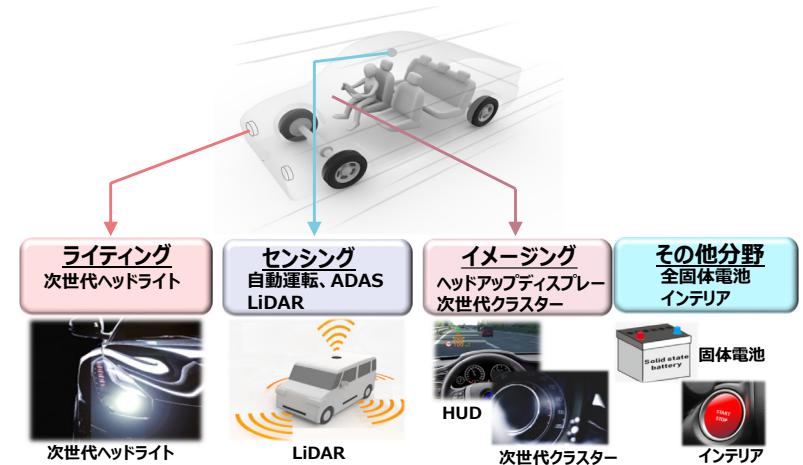 ライティング
次世代ヘッドライト
センシング
自動運転、ADAS
LiDAR
イメージング
ヘッドアップディスプレー
次世代クラスター
その他分野
全固体電池
インテリア
次世代ヘッドライト
LiDAR
HUD
次世代クラスター
Solid state
battery
固体電池
START
STOP
インテリア